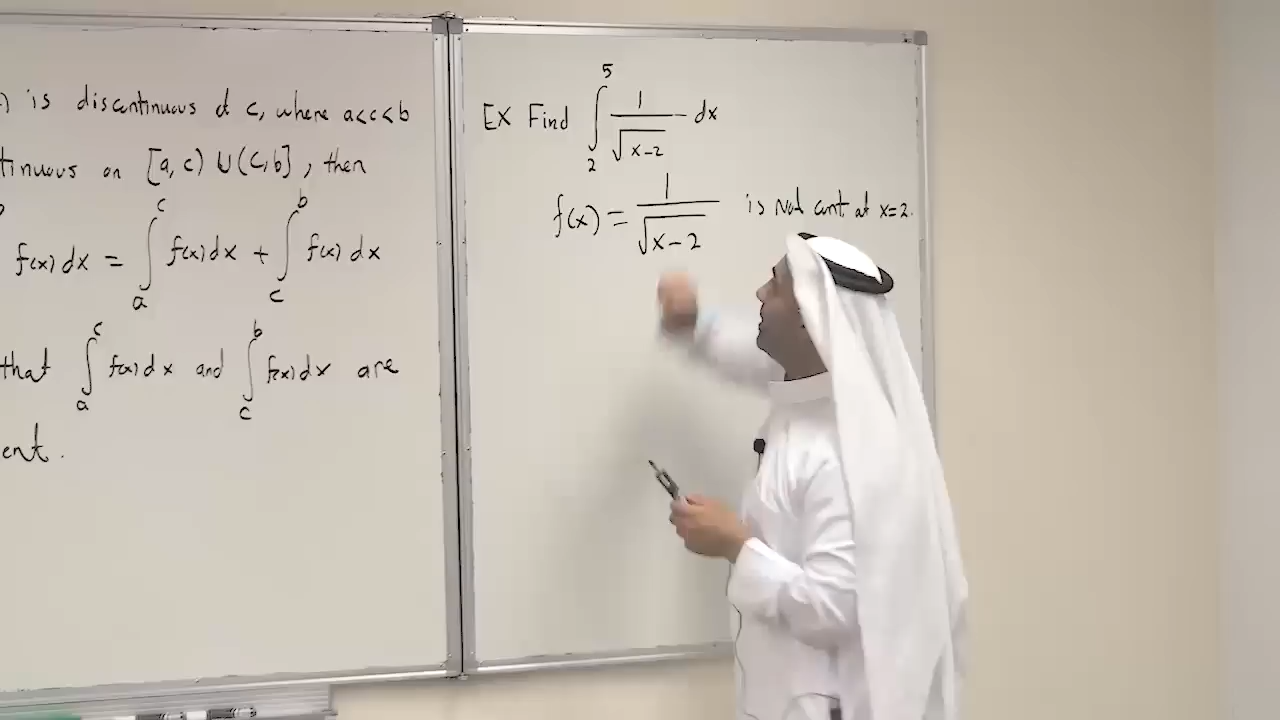 ) is discontinuous at c, where a<c<b
tinuous on [a, c) ∪ (c, b], then
b f(x) dx = ∫_a^c f(x) dx + ∫_c^b f(x) dx
that ∫_a^c f(x) dx and ∫_c^b f(x) dx are
ent.
EX Find ∫_2^5 1/√(x-2) dx
f(x) = 1/√(x-2) is Not cont at x=2.